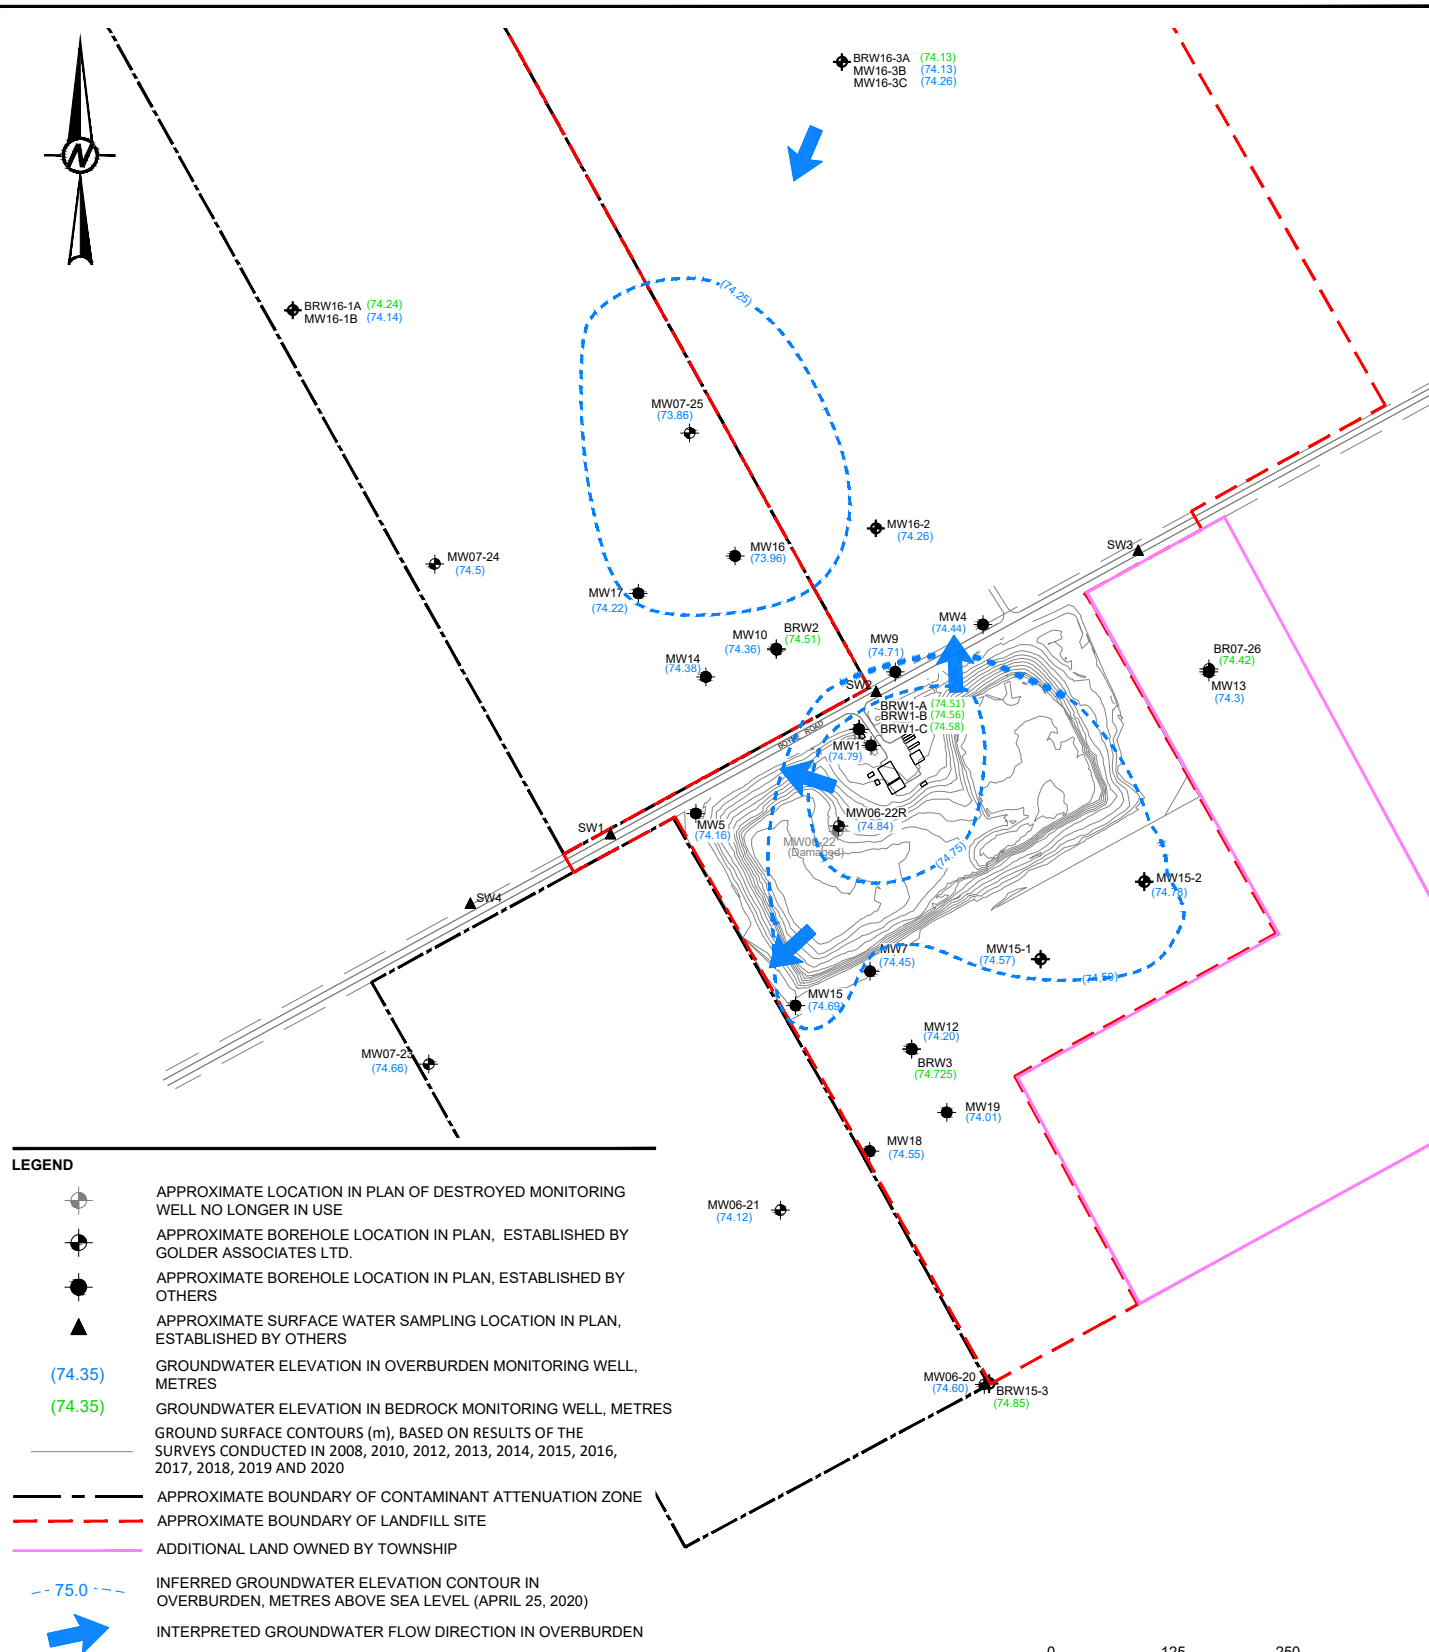 N
BRW16-3A (74.13)
MW16-3B (74.13)
MW16-3C (74.26)
BRW16-1A (74.24)
MW16-1B (74.14)
(74.25)
MW07-25
(73.86)
MW16-2
(74.26)
MW07-24
(74.5)
MW16
(73.96)
MW17
(74.22)
SW3
MW4
(74.44)
BRW2
(74.51)
MW10
(74.36)
MW9
(74.71)
MW14
(74.38)
BR07-26
(74.42)
MW13
(74.3)
SW2
BRW1-A (74.51)
BRW1-B (74.56)
BRW1-C (74.58)
ROAD
MW1
(74.79)
MW5
(74.16)
SW1
MW06-22R
(74.84)
MW06-22
(Damaged)
(74.75)
SW4
MW15-2
(74.78)
MW7
(74.45)
MW15-1
(74.57)
(74.50)
MW15
(74.69)
MW12
(74.20)
BRW3
(74.725)
MW07-23
(74.66)
MW19
(74.01)
MW18
(74.55)
MW06-21
(74.12)
MW06-20
(74.60)
BRW15-3
(74.85)
LEGEND
APPROXIMATE LOCATION IN PLAN OF DESTROYED MONITORING
WELL NO LONGER IN USE
APPROXIMATE BOREHOLE LOCATION IN PLAN, ESTABLISHED BY
GOLDER ASSOCIATES LTD.
APPROXIMATE BOREHOLE LOCATION IN PLAN, ESTABLISHED BY
OTHERS
APPROXIMATE SURFACE WATER SAMPLING LOCATION IN PLAN,
ESTABLISHED BY OTHERS
(74.35) GROUNDWATER ELEVATION IN OVERBURDEN MONITORING WELL,
METRES
(74.35) GROUNDWATER ELEVATION IN BEDROCK MONITORING WELL, METRES
GROUND SURFACE CONTOURS (m), BASED ON RESULTS OF THE
SURVEYS CONDUCTED IN 2008, 2010, 2012, 2013, 2014, 2015, 2016,
2017, 2018, 2019 AND 2020
APPROXIMATE BOUNDARY OF CONTAMINANT ATTENUATION ZONE
APPROXIMATE BOUNDARY OF LANDFILL SITE
ADDITIONAL LAND OWNED BY TOWNSHIP
75.0 INFERRED GROUNDWATER ELEVATION CONTOUR IN
OVERBURDEN, METRES ABOVE SEA LEVEL (APRIL 25, 2020)
INTERPRETED GROUNDWATER FLOW DIRECTION IN OVERBURDEN
0 125 250